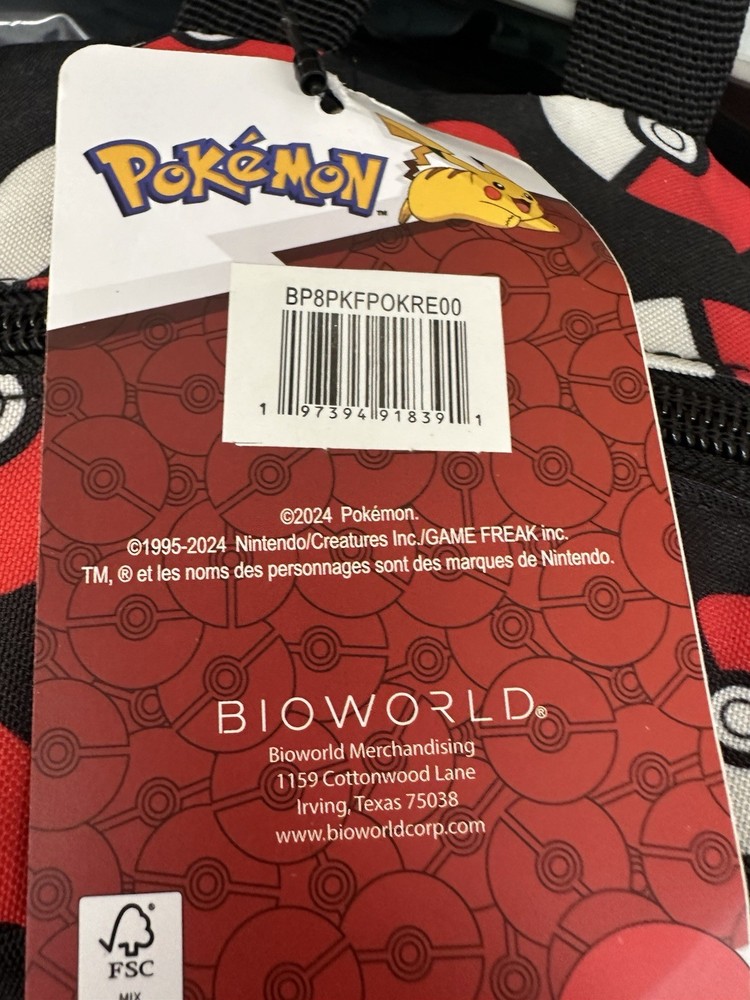 POKéMON™
BP8PKFPOKRE00
1 97394 91839 1
©2024 Pokémon.
©1995-2024 Nintendo/Creatures Inc./GAME FREAK inc.
TM, ® et les noms des personnages sont des marques de Nintendo.
BIOWORLD®
Bioworld Merchandising
1159 Cottonwood Lane
Irving, Texas 75038
www.bioworldcorp.com
FSC
MIX